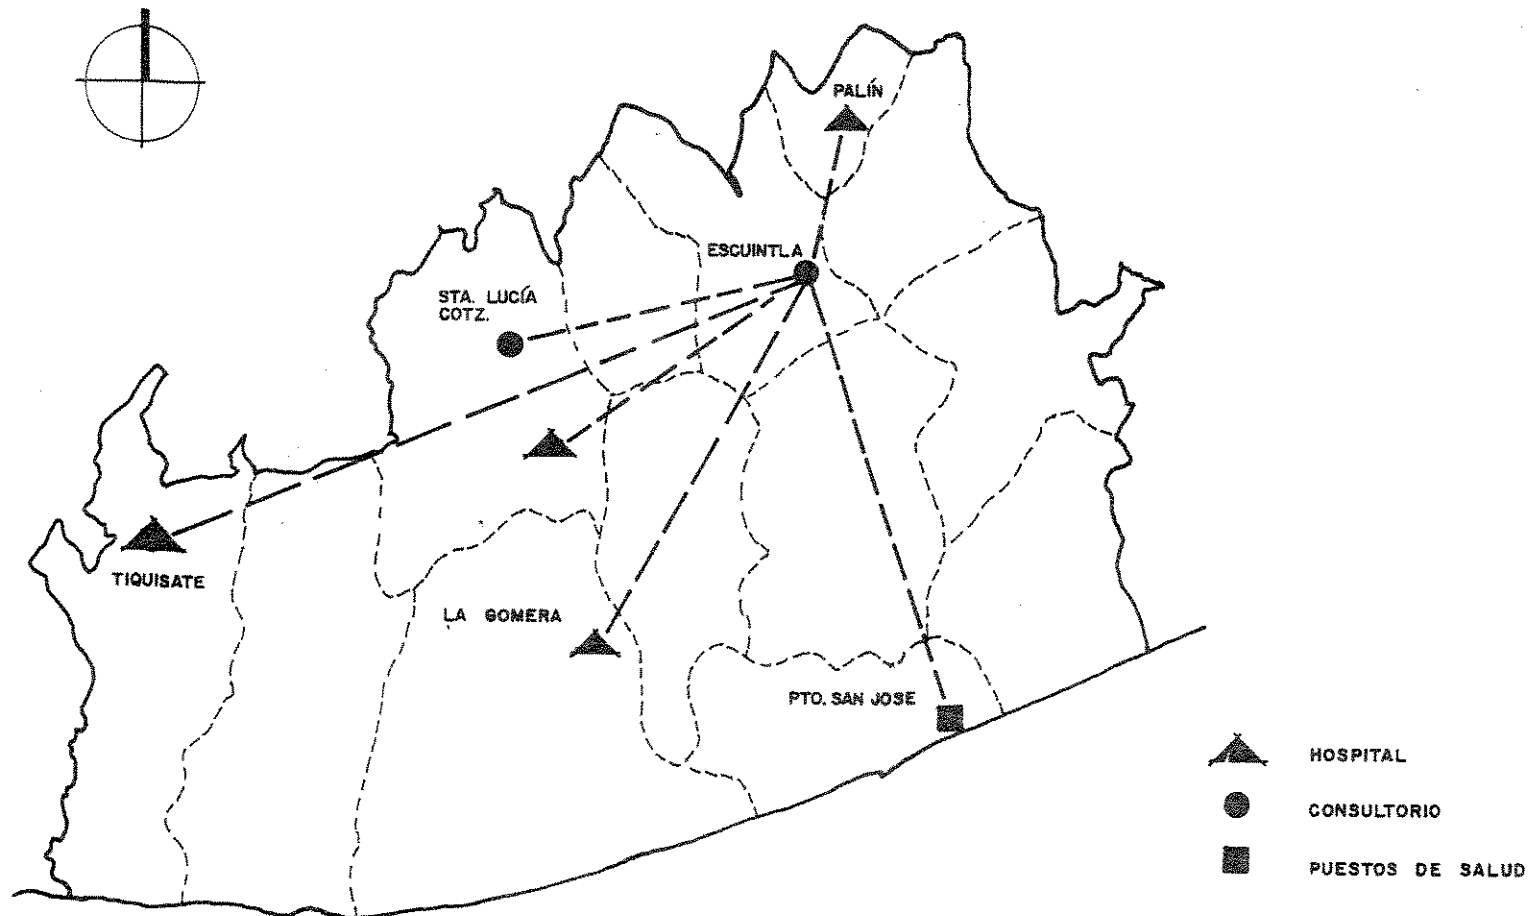 PALÍN
ESCUINTLA
STA. LUCÍA
COTZ.
TIQUISATE
LA GOMERA
PTO. SAN JOSE
HOSPITAL
CONSULTORIO
PUESTOS DE SALUD